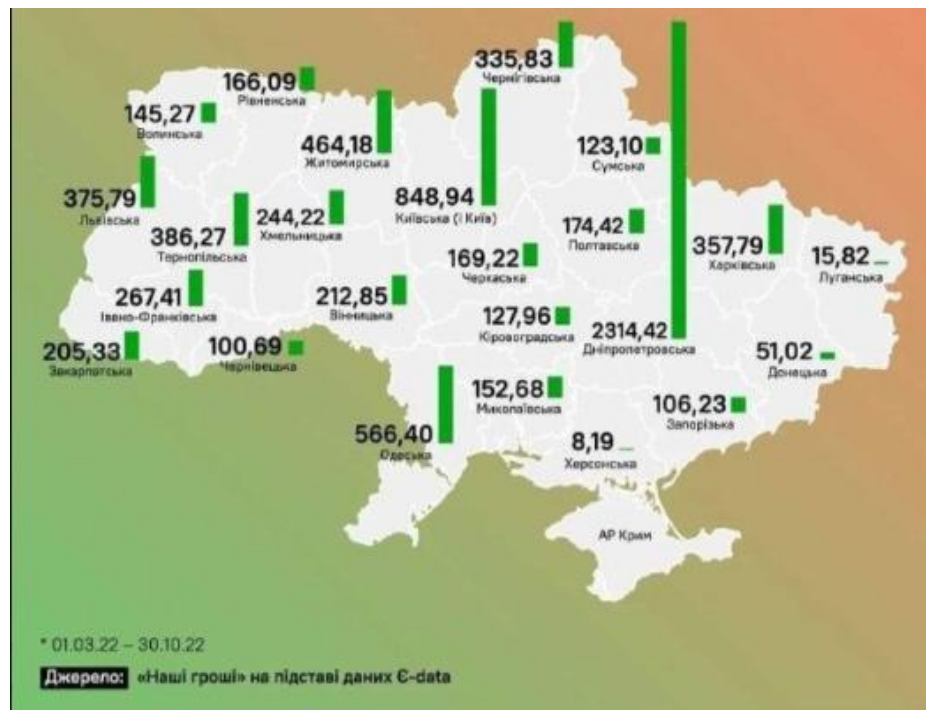 335,83
Чернігівська
166,09
Рівненська
145,27
Волинська
464,18
Житомирська
123,10
Сумська
375,79
Львівська
848,94
Київська (і Київ)
244,22
Хмельницька
386,27
Тернопільська
174,42
Полтавська
357,79
Харківська
15,82
Луганська
169,22
Черкаська
267,41
Івано-Франківська
212,85
Вінницька
127,96
Кіровоградська
2314,42
Дніпропетровська
205,33
Закарпатська
100,69
Чернівецька
51,02
Донецька
152,68
Миколаївська
106,23
Запорізька
566,40
Одеська
8,19
Херсонська
АР Крим
* 01.03.22 – 30.10.22
Джерело: «Наші гроші» на підставі даних Є-data